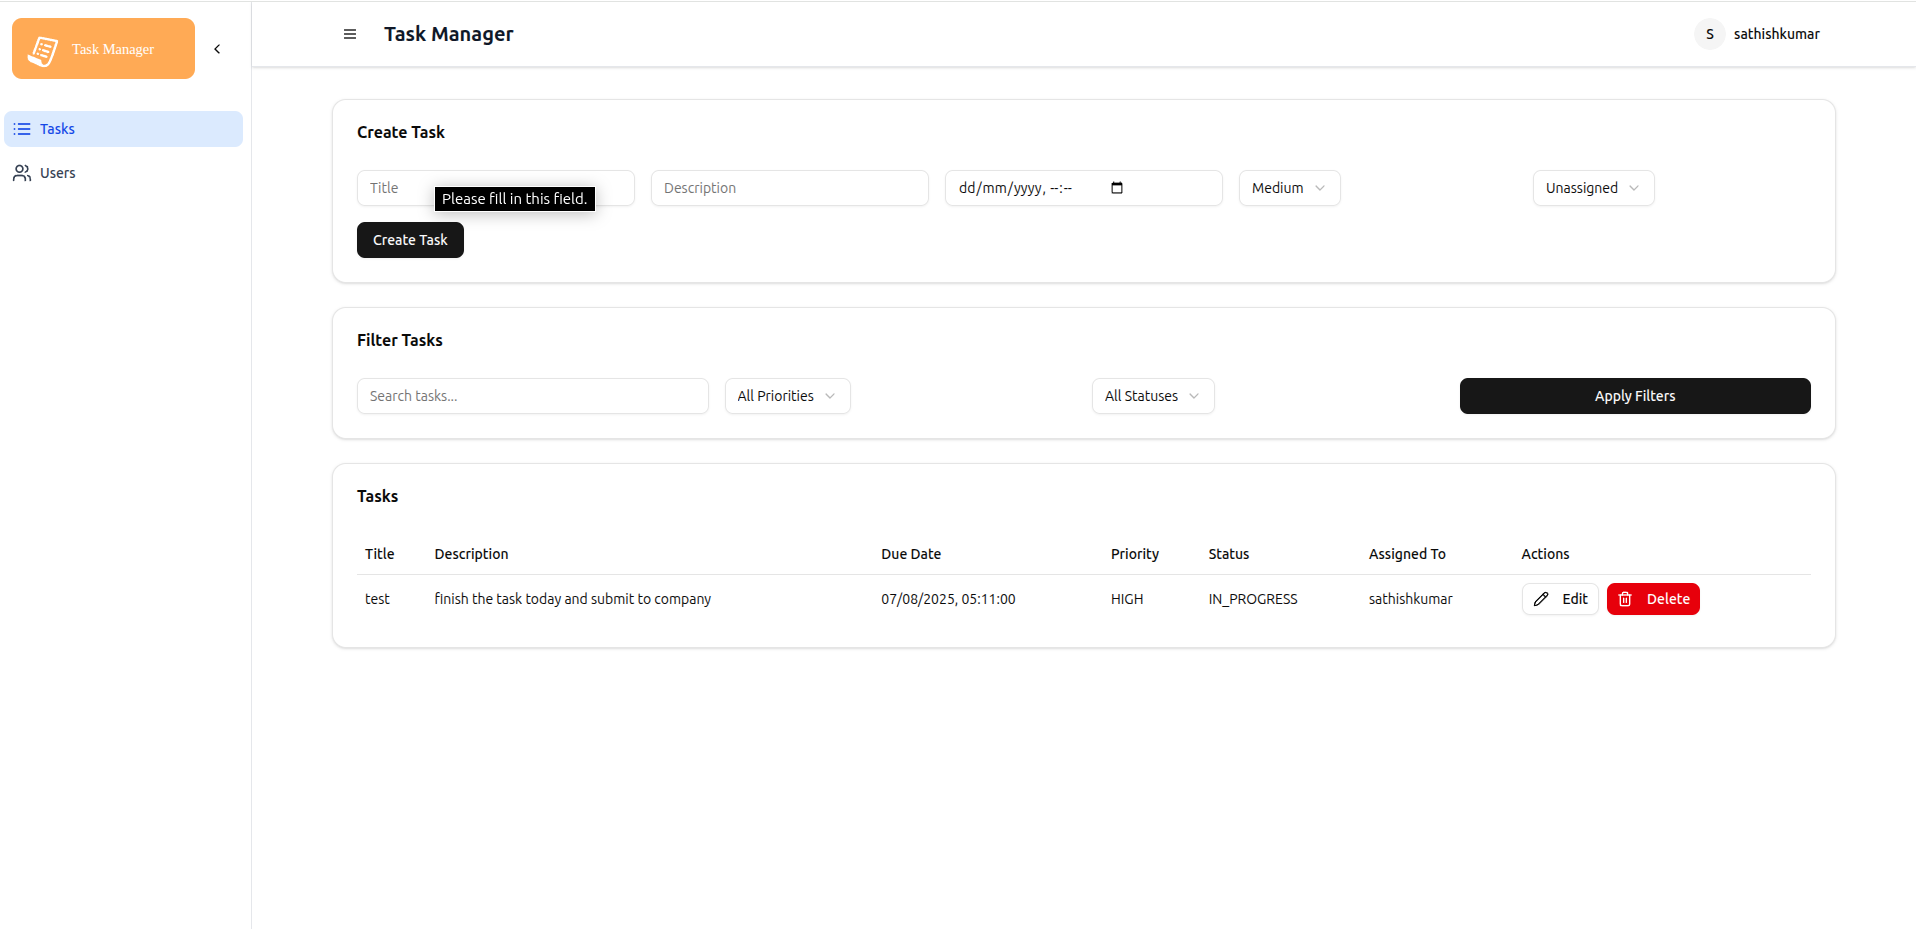 Task Manager
Task Manager
S sathishkumar
Tasks
Users
Create Task
Title
Description
dd/mm/yyyy, --:--
Medium
Unassigned
Please fill in this field.
Create Task
Filter Tasks
Search tasks...
All Priorities
All Statuses
Apply Filters
Tasks
Title Description Due Date Priority Status Assigned To Actions
test finish the task today and submit to company 07/08/2025, 05:11:00 HIGH IN_PROGRESS sathishkumar Edit Delete